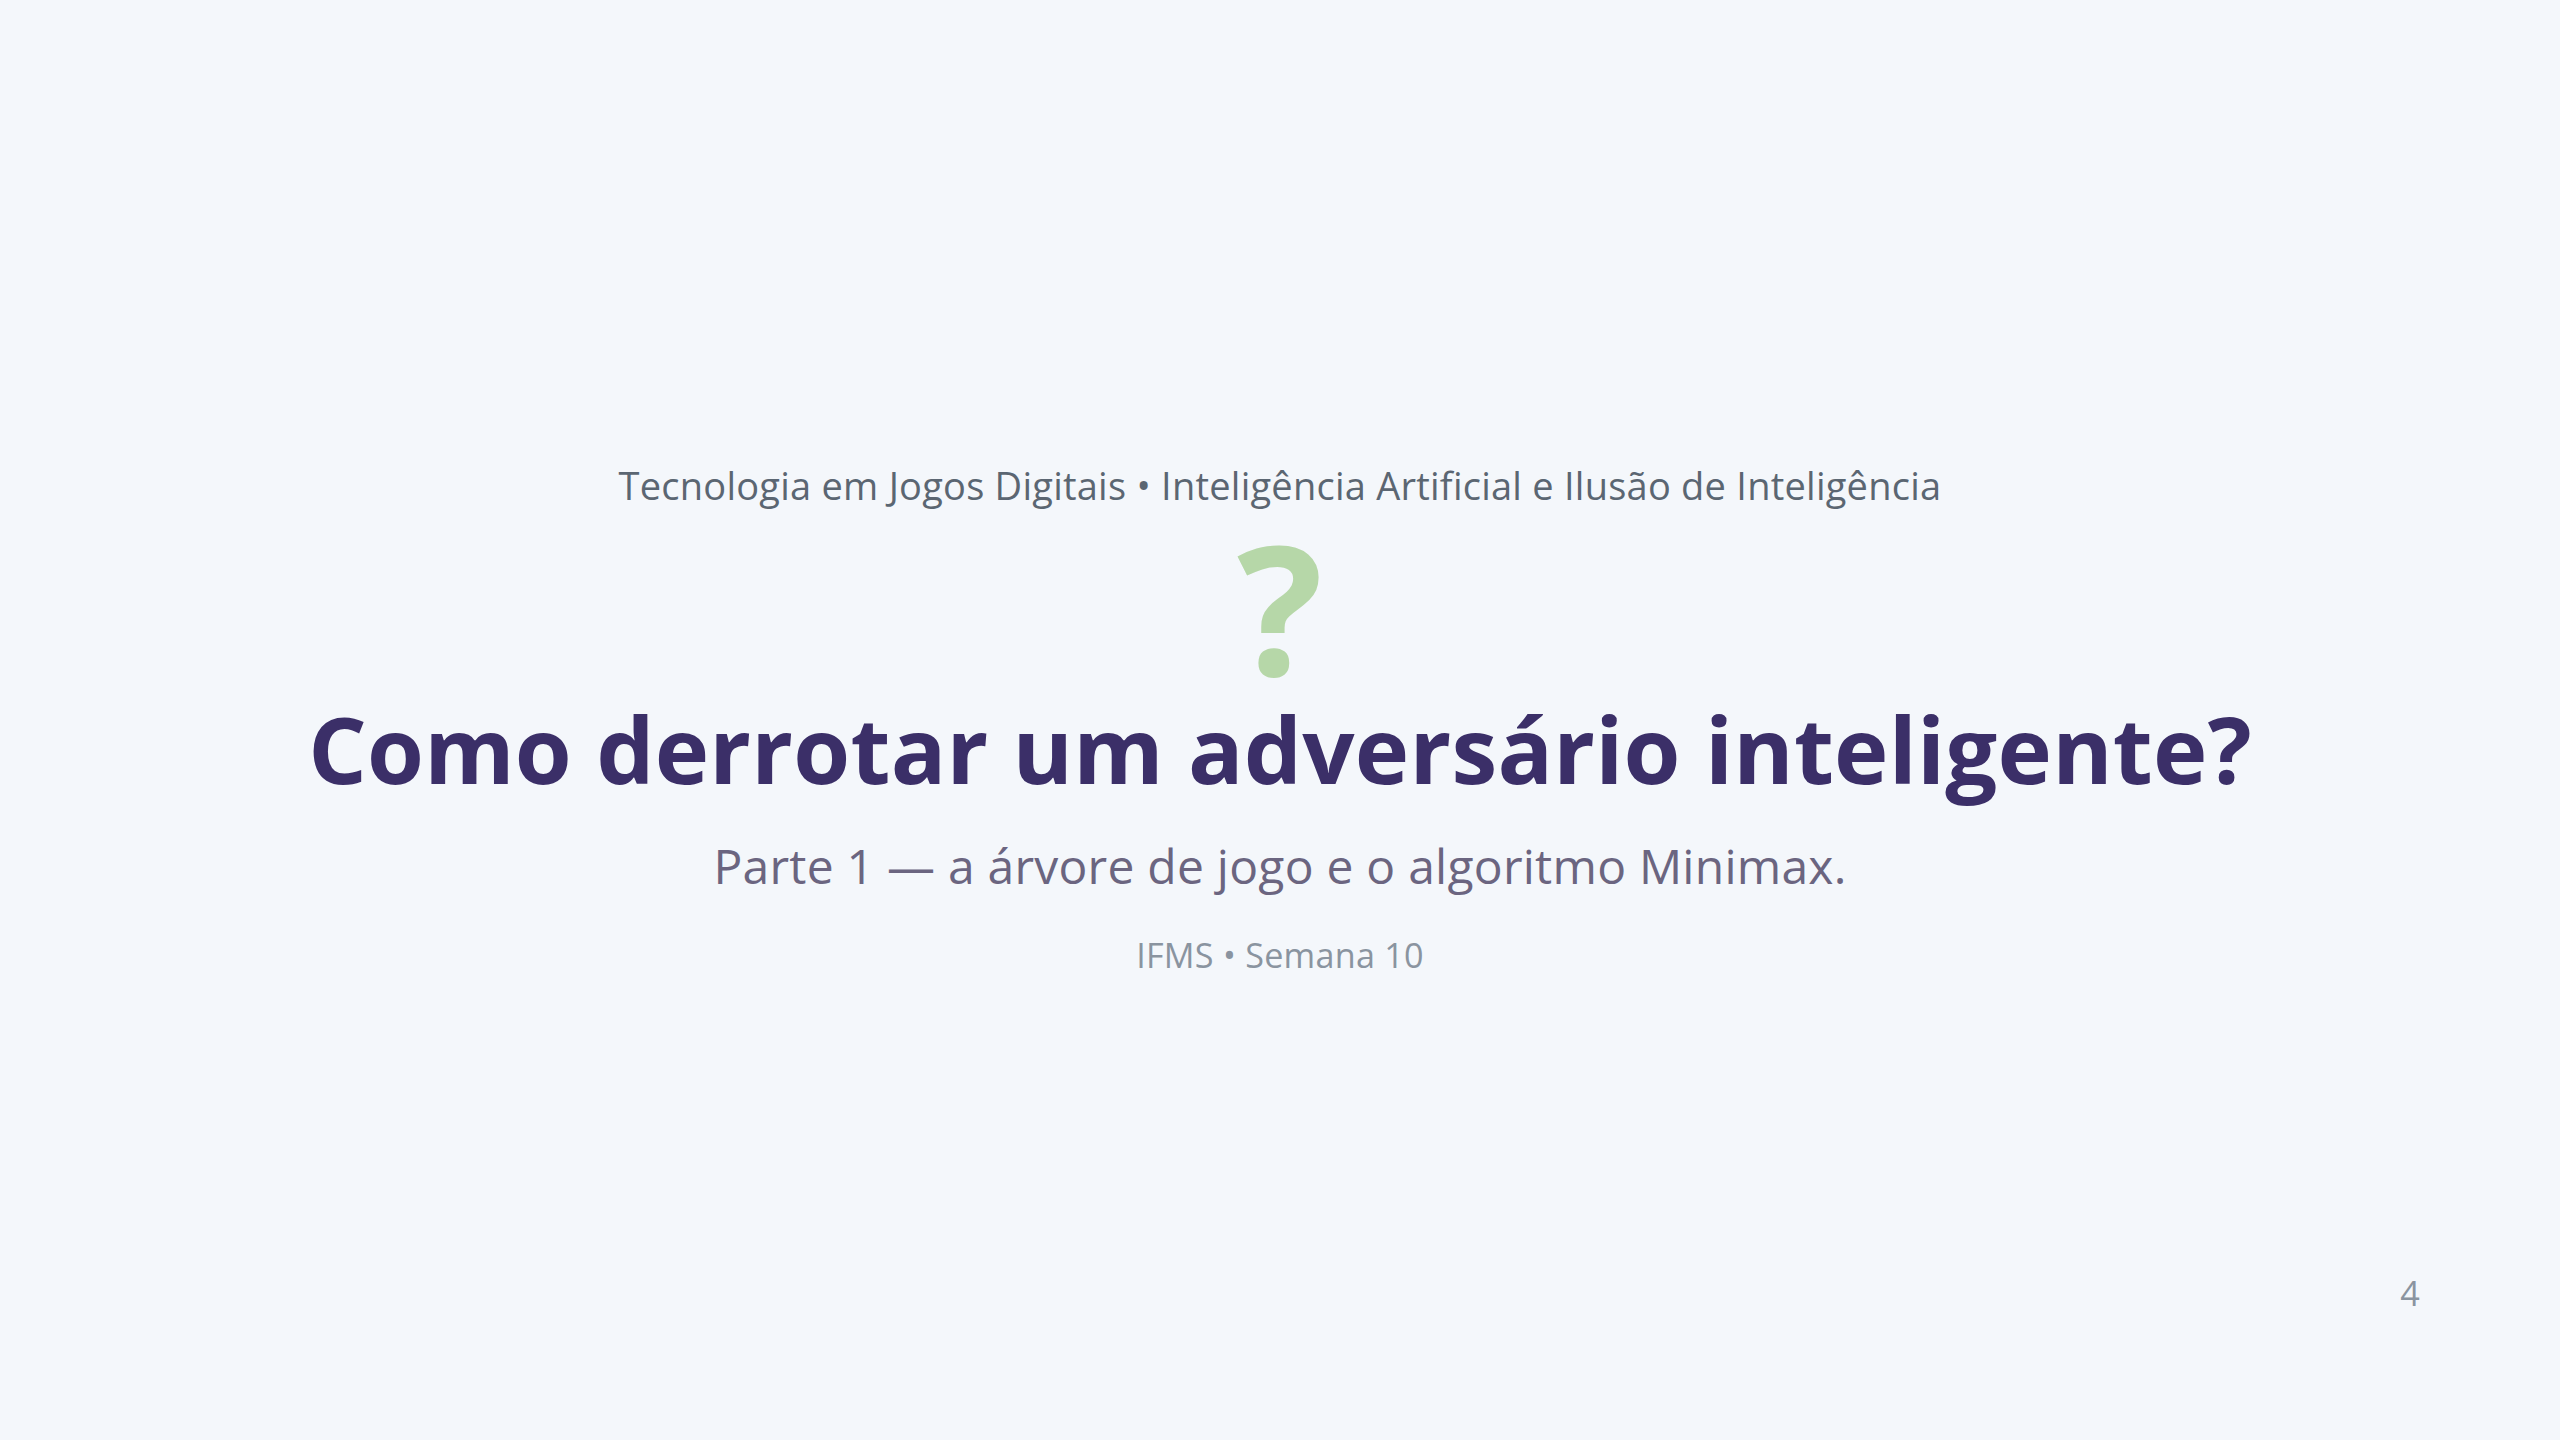 Tecnologia em Jogos Digitais • Inteligência Artificial e Ilusão de Inteligência
?
Como derrotar um adversário inteligente?
Parte 1 — a árvore de jogo e o algoritmo Minimax.
IFMS • Semana 10
4